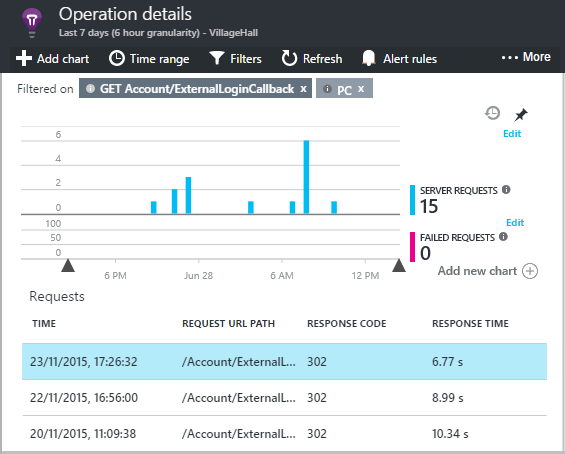 Operation details
Last 7 days (6 hour granularity) - VillageHall
Add chart Time range Filters Refresh Alert rules ... More
Filtered on GET Account/ExternalLoginCallback x PC x
Edit
6
4
2
0
SERVER REQUESTS
15
Edit
100
50
0
FAILED REQUESTS
0
6 PM Jun 28 6 AM 12 PM
Add new chart
Requests
TIME REQUEST URL PATH RESPONSE CODE RESPONSE TIME
23/11/2015, 17:26:32 /Account/ExternalL... 302 6.77 s
22/11/2015, 16:56:00 /Account/ExternalL... 302 8.99 s
20/11/2015, 11:09:38 /Account/ExternalL... 302 10.34 s